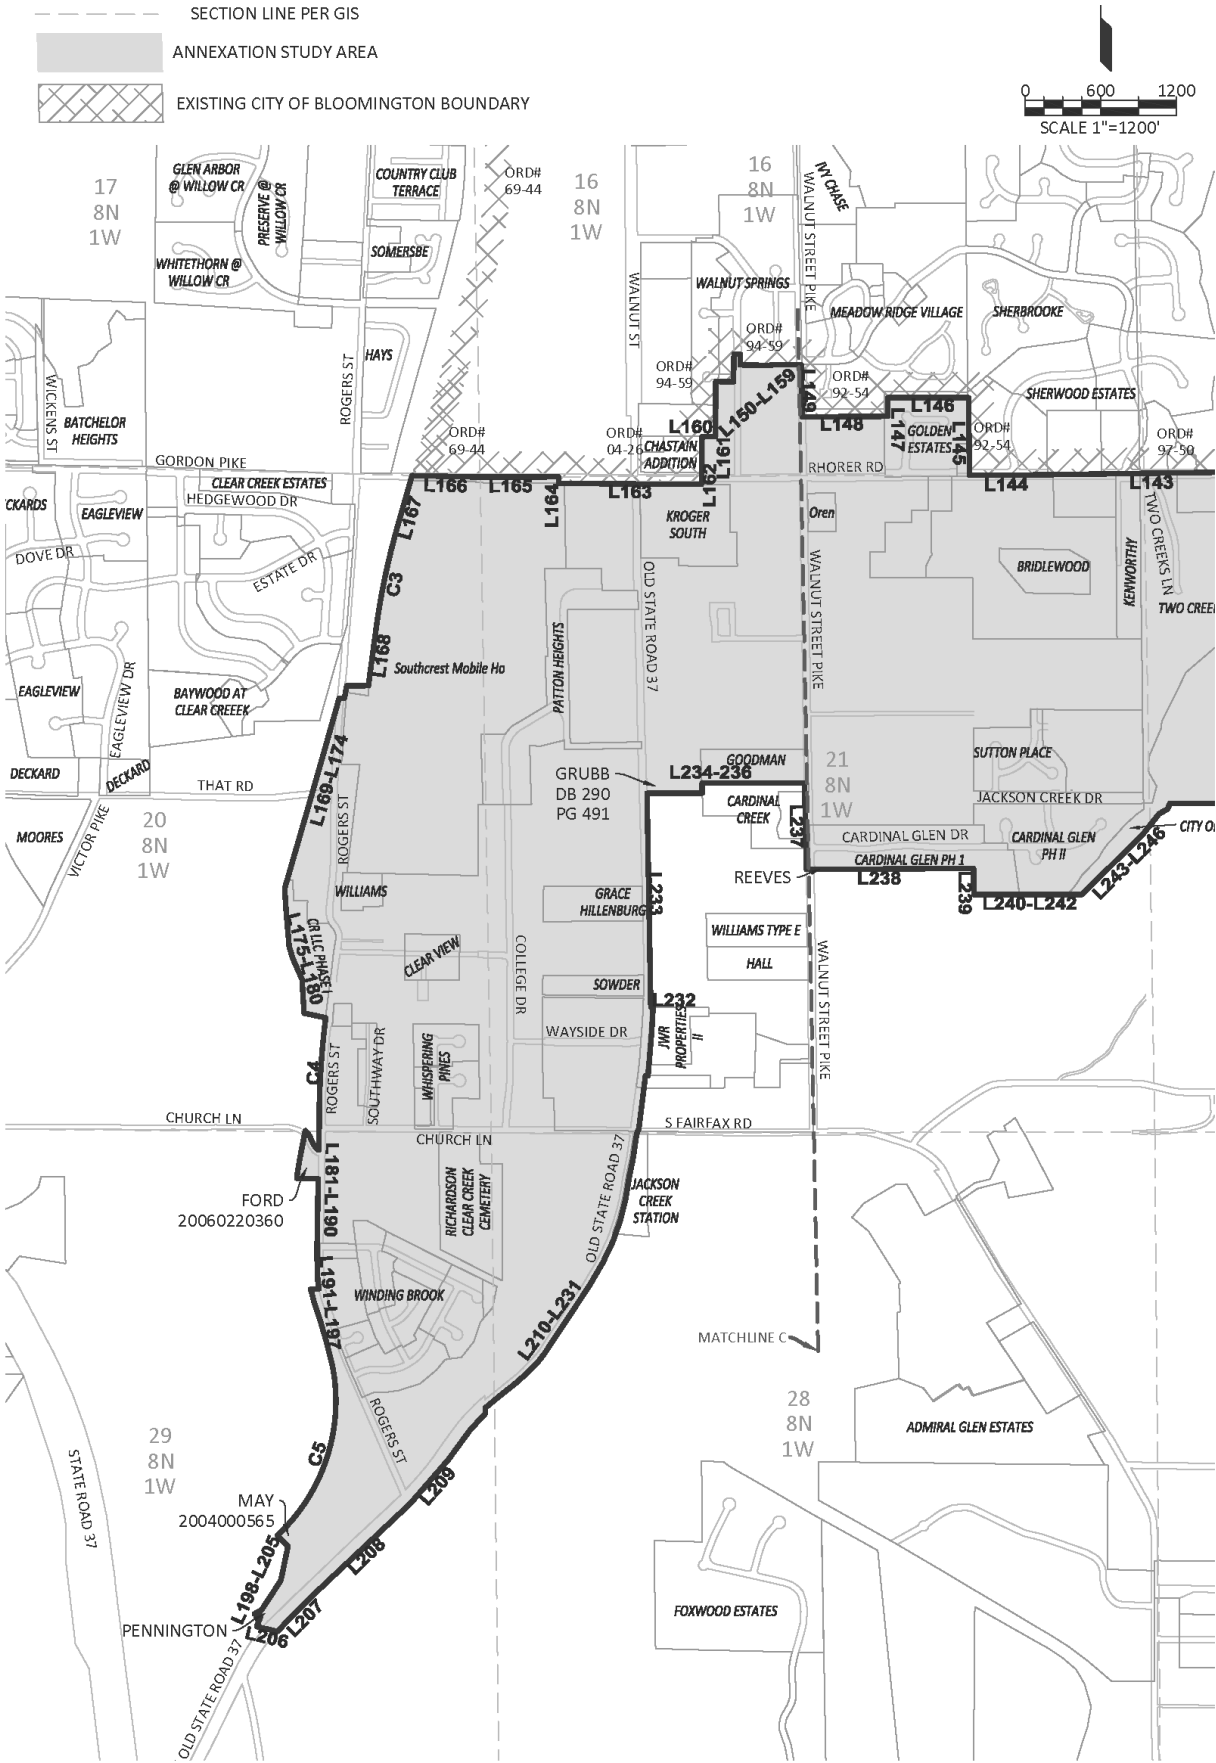 SECTION LINE PER GIS
ANNEXATION STUDY AREA
EXISTING CITY OF BLOOMINGTON BOUNDARY
0 600 1200
SCALE 1"=1200'
17
8N
1W
GLEN ARBOR
@ WILLOW CR
PRESERVE @
WILLOW CR
WHITETHORN @
WILLOW CR
COUNTRY CLUB
TERRACE
SOMERSBE
ORD#
69-44
16
8N
1W
16
8N
1W
WALNUT STREET PIKE
IVY CHASE
WALNUT ST
WALNUT SPRINGS
MEADOW RIDGE VILLAGE
SHERBROOKE
ORD#
94-59
ORD#
94-59
ORD#
92-54
SHERWOOD ESTATES
HAYS
ROGERS ST
WICKENS ST
BATCHELOR
HEIGHTS
ORD#
69-44
ORD#
04-26
CHASTAIN
ADDITION
L160
L161
L162
L150-L159
L149
L148
L147
L146
L145
GOLDEN
ESTATES
ORD#
92-54
ORD#
97-50
GORDON PIKE
RHORER RD
CLEAR CREEK ESTATES
HEDGEWOOD DR
L166
L165
L164
L163
L144
L143
CKARDS
EAGLEVIEW
DOVE DR
ESTATE DR
L167
C3
L168
KROGER
SOUTH
Oren
BRIDLEWOOD
KENWORTHY
TWO CREEKS LN
TWO CREE
OLD STATE ROAD 37
WALNUT STREET PIKE
PATTON HEIGHTS
Southcrest Mobile Ho
EAGLEVIEW
EAGLEVIEW DR
BAYWOOD AT
CLEAR CREEEK
DECKARD
DECKARD
THAT RD
MOORES
VICTOR PIKE
20
8N
1W
L169-L174
ROGERS ST
GRUBB
DB 290
PG 491
L234-236
GOODMAN
CARDINAL
CREEK
L237
21
8N
1W
SUTTON PLACE
JACKSON CREEK DR
CARDINAL GLEN DR
CARDINAL GLEN
PH II
CITY O
CARDINAL GLEN PH 1
REEVES
L238
L239
L240-L242
L243-L246
WILLIAMS
GRACE
HILLENBURG
L233
CR LLC PHASE I
L175-L180
CLEAR VIEW
COLLEGE DR
WILLIAMS TYPE E
HALL
SOWDER
L232
WAYSIDE DR
JWR
PROPERTIES
II
WALNUT STREET PIKE
C4
ROGERS ST
SOUTHWAY DR
WHISPERING
PINES
CHURCH LN
CHURCH LN
S FAIRFAX RD
L181-L190
FORD
20060220360
RICHARDSON
CLEAR CREEK
CEMETERY
OLD STATE ROAD 37
JACKSON
CREEK
STATION
L191-L197
WINDING BROOK
L210-L231
MATCHLINE C
ROGERS ST
28
8N
1W
ADMIRAL GLEN ESTATES
29
8N
1W
STATE ROAD 37
C5
L209
MAY
2004000565
L208
L198-L205
PENNINGTON
L206
L207
FOXWOOD ESTATES
OLD STATE ROAD 37